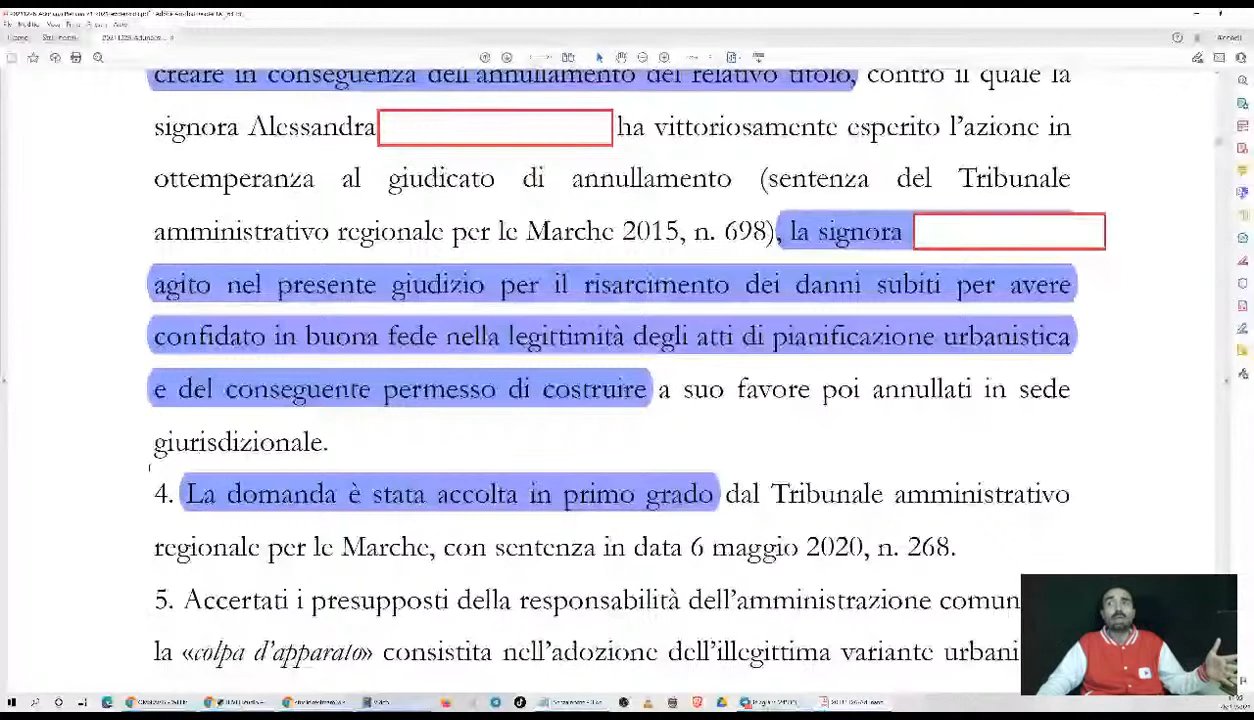 creare in conseguenza dell'annullamento del relativo titolo, contro il quale la
signora Alessandra ha vittoriosamente esperito l'azione in
ottemperanza al giudicato di annullamento (sentenza del Tribunale
amministrativo regionale per le Marche 2015, n. 698), la signora
agito nel presente giudizio per il risarcimento dei danni subiti per avere
confidato in buona fede nella legittimità degli atti di pianificazione urbanistica
e del conseguente permesso di costruire a suo favore poi annullati in sede
giurisdizionale.
4. La domanda è stata accolta in primo grado dal Tribunale amministrativo
regionale per le Marche, con sentenza in data 6 maggio 2020, n. 268.
5. Accertati i presupposti della responsabilità dell'amministrazione comun
la «colpa d'apparato» consistita nell'adozione dell'illegittima variante urbani